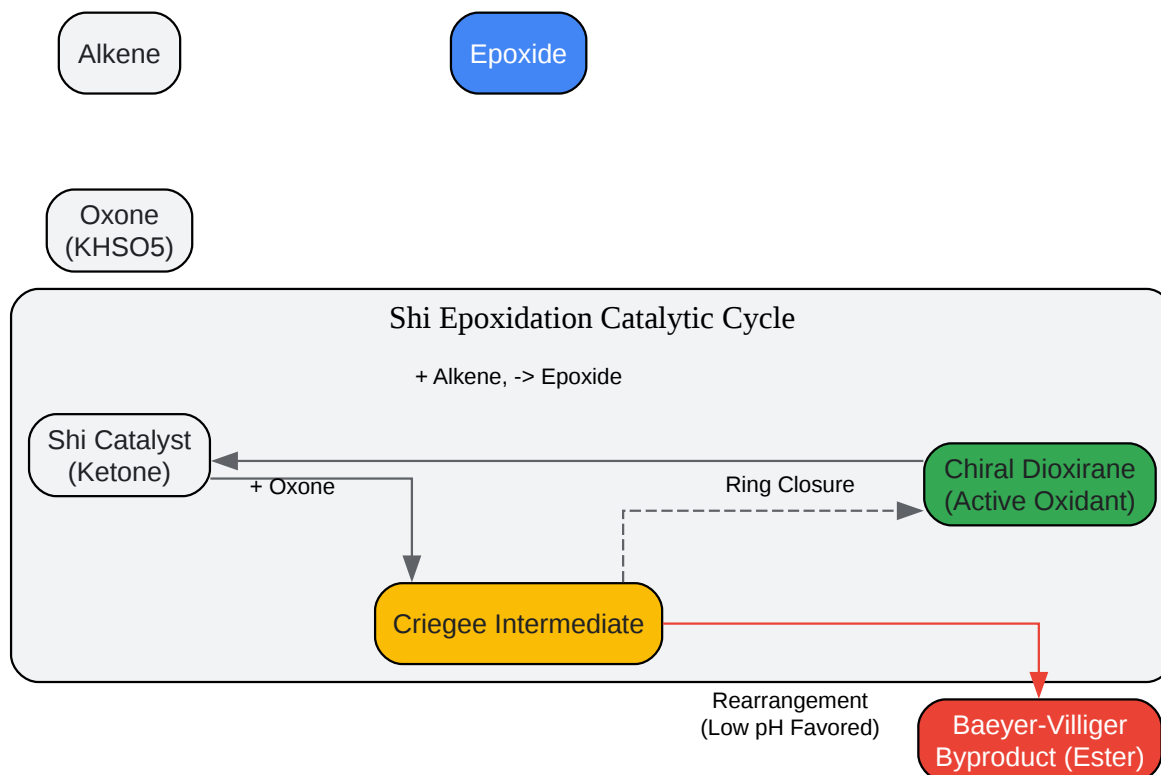 Alkene
Epoxide
Oxone
(KHSO5)
Shi Epoxidation Catalytic Cycle
+ Alkene, -> Epoxide
Shi Catalyst
(Ketone)
+ Oxone
Ring Closure
Chiral Dioxirane
(Active Oxidant)
Criegee Intermediate
Rearrangement
(Low pH Favored)
Baeyer-Villiger
Byproduct (Ester)